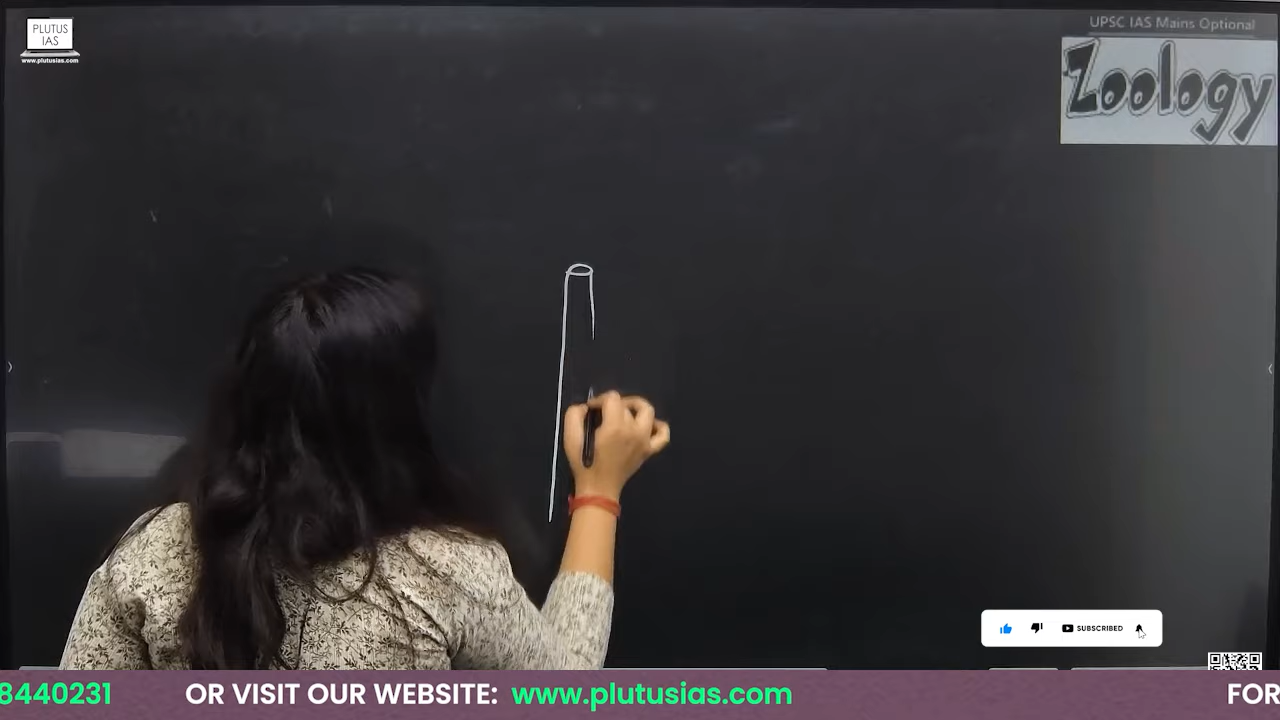 PLUTUS
IAS
www.plutusias.com
UPSC IAS Mains Optional
Zoology
SUBSCRIBED
8440231
OR VISIT OUR WEBSITE: www.plutusias.com
FOR